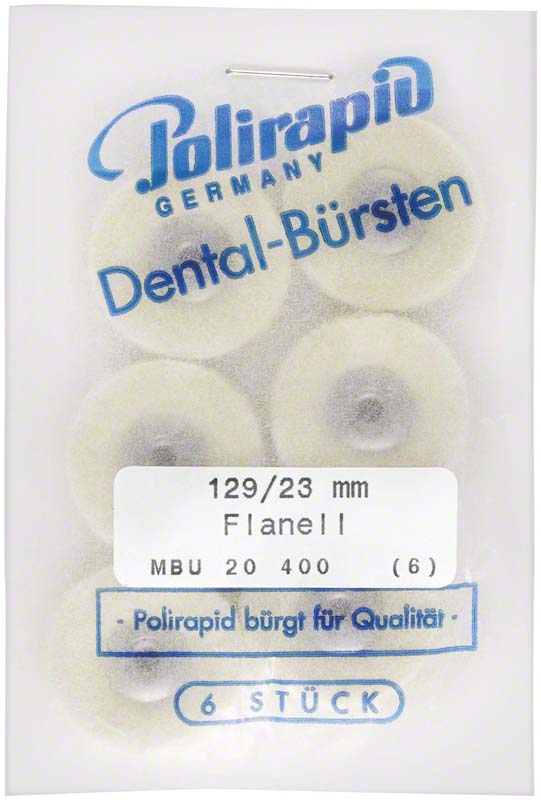 Polirapid
GERMANY
Dental-Bürsten
129/23 mm
Flanell
MBU 20 400 (6)
- Polirapid bürgt für Qualität -
6 STÜCK